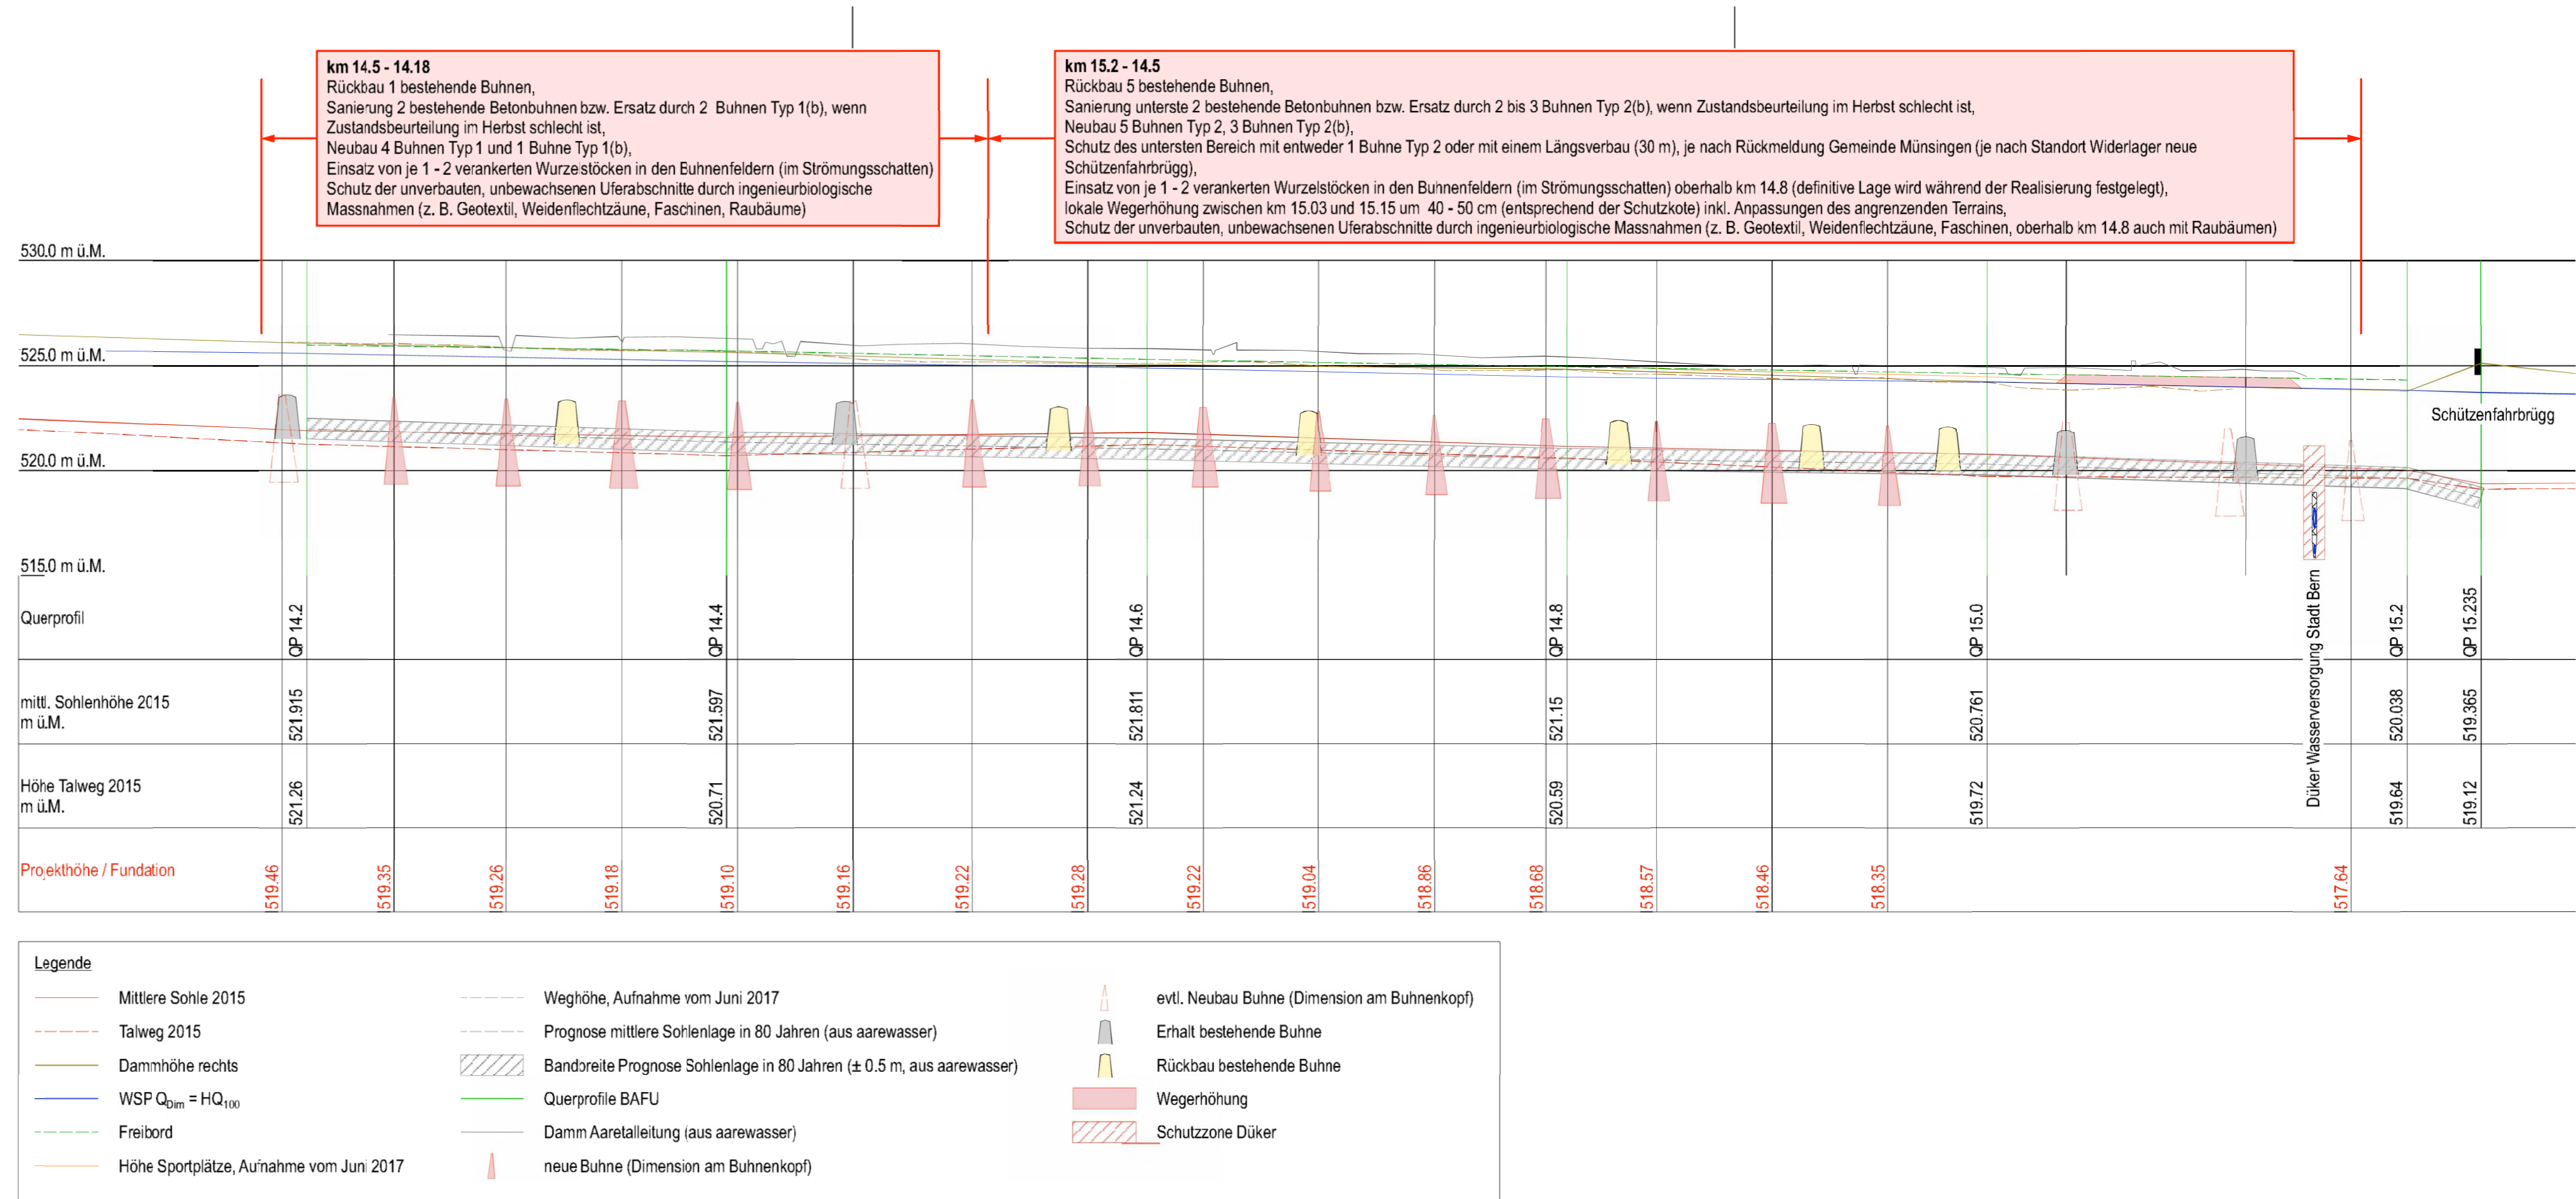 km 14.5 - 14.18
Rückbau 1 bestehende Buhnen,
Sanierung 2 bestehende Betonbuhnen bzw. Ersatz durch 2 Buhnen Typ 1(b), wenn
Zustandsbeurteilung im Herbst schlecht ist,
Neubau 4 Buhnen Typ 1 und 1 Buhne Typ 1(b),
Einsatz von je 1 - 2 verankerten Wurzelstöcken in den Buhnenfeldern (im Strömungsschatten)
Schutz der unverbauten, unbewachsenen Uferabschnitte durch ingenieurbiologische
Massnahmen (z. B. Geotextil, Weidenflechtzäune, Faschinen, Raubäume)
km 15.2 - 14.5
Rückbau 5 bestehende Buhnen,
Sanierung unterste 2 bestehende Betonbuhnen bzw. Ersatz durch 2 bis 3 Buhnen Typ 2(b), wenn Zustandsbeurteilung im Herbst schlecht ist,
Neubau 5 Buhnen Typ 2, 3 Buhnen Typ 2(b),
Schutz des untersten Bereich mit entweder 1 Buhne Typ 2 oder mit einem Längsverbau (30 m), je nach Rückmeldung Gemeinde Münsingen (je nach Standort Widerlager neue
Schützenfahrbrügg),
Einsatz von je 1 - 2 verankerten Wurzelstöcken in den Buhnenfeldern (im Strömungsschatten) oberhalb km 14.8 (definitive Lage wird während der Realisierung festgelegt),
lokale Wegerhöhung zwischen km 15.03 und 15.15 um 40 - 50 cm (entsprechend der Schutzkote) inkl. Anpassungen des angrenzenden Terrains,
Schutz der unverbauten, unbewachsenen Uferabschnitte durch ingenieurbiologische Massnahmen (z. B. Geotextil, Weidenflechtzäune, Faschinen, oberhalb km 14.8 auch mit Raubäumen)
530.0 m ü.M.
525.0 m ü.M.
520.0 m ü.M.
515.0 m ü.M.
Schützenfahrbrügg
Düker Wasserversorgung Stadt Bern
Querprofil
QP 14.2
QP 14.4
QP 14.6
QP 14.8
QP 15.0
QP 15.2
QP 15.235
mittl. Sohlenhöhe 2015
m ü.M.
521.915
521.597
521.811
521.15
520.761
520.038
519.365
Höhe Talweg 2015
m ü.M.
521.26
520.71
521.24
520.59
519.72
519.64
519.12
Projekthöhe / Fundation
519.46
519.35
519.26
519.18
519.10
519.16
519.22
519.28
519.22
519.04
518.86
518.68
518.57
518.46
518.35
517.64
Legende
Mittlere Sohle 2015
Talweg 2015
Dammhöhe rechts
WSP Q_Dim = HQ_100
Freibord
Höhe Sportplätze, Aufnahme vom Juni 2017
Weghöhe, Aufnahme vom Juni 2017
Prognose mittlere Sohlenlage in 80 Jahren (aus aarewasser)
Bandbreite Prognose Sohlenlage in 80 Jahren (± 0.5 m, aus aarewasser)
Querprofile BAFU
Damm Aaretalleitung (aus aarewasser)
neue Buhne (Dimension am Buhnenkopf)
evtl. Neubau Buhne (Dimension am Buhnenkopf)
Erhalt bestehende Buhne
Rückbau bestehende Buhne
Wegerhöhung
Schutzzone Düker